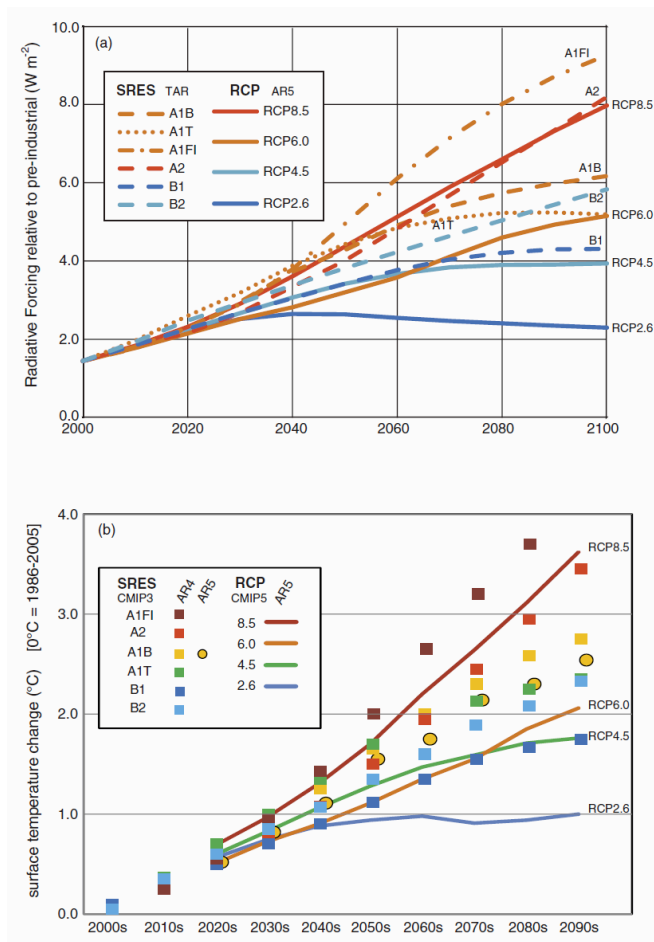 (a)
Radiative Forcing relative to pre-industrial (W m-2)
10.0
8.0
6.0
4.0
2.0
0.0
SRES TAR RCP AR5
A1B RCP8.5
A1T
A1FI RCP6.0
A2 RCP4.5
B1
B2 RCP2.6
A1FI
A2
RCP8.5
A1B
B2
RCP6.0
A1T
B1
RCP4.5
RCP2.6
2000 2020 2040 2060 2080 2100
(b)
surface temperature change (°C) [0°C = 1986-2005]
4.0
3.0
2.0
1.0
0.0
SRES AR4 AR5 RCP AR5
CMIP3 CMIP5
A1FI 8.5
A2 6.0
A1B 4.5
A1T 2.6
B1
B2
RCP8.5
RCP6.0
RCP4.5
RCP2.6
2000s 2010s 2020s 2030s 2040s 2050s 2060s 2070s 2080s 2090s